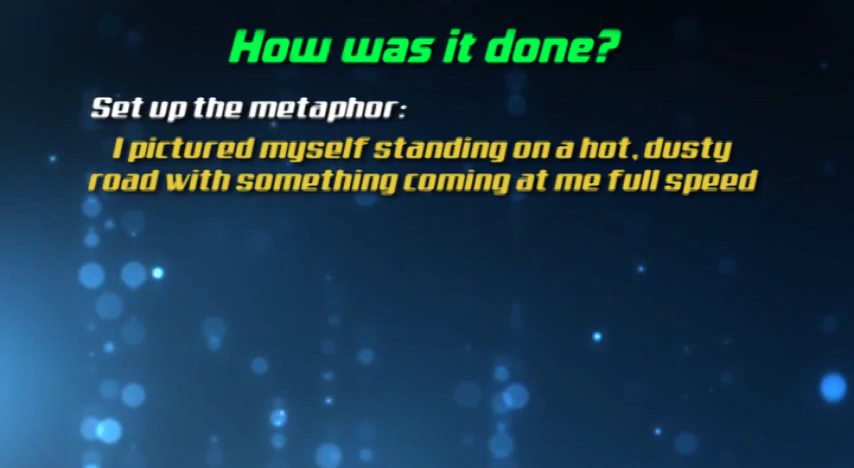 How was it done?
Set up the metaphor:
I pictured myself standing on a hot, dusty
road with something coming at me full speed